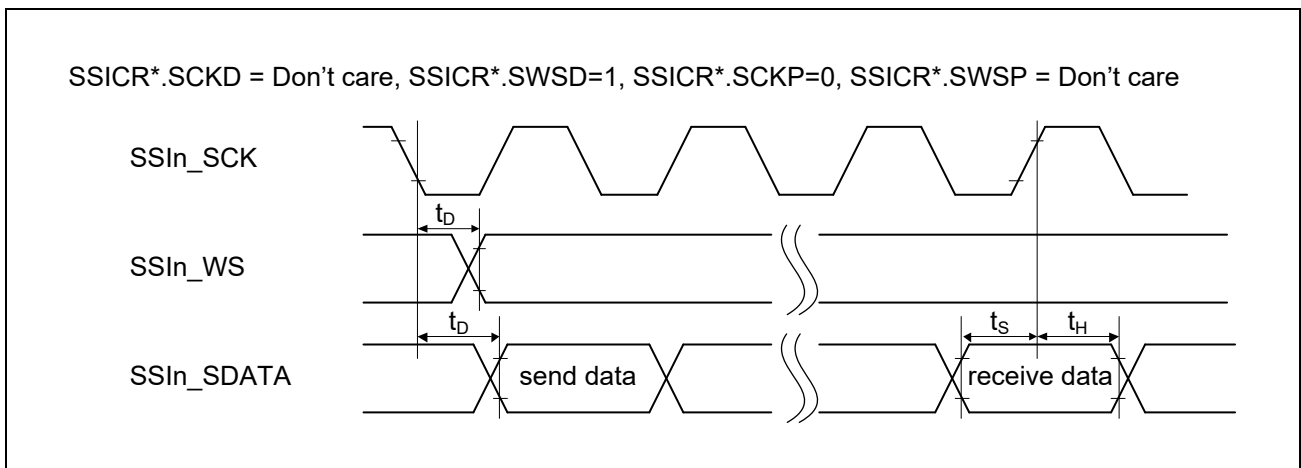 SSICR*.SCKD = Don't care, SSICR*.SWSD=1, SSICR*.SCKP=0, SSICR*.SWSP = Don't care
SSIn_SCK
tD
SSIn_WS
tD
tS
tH
SSIn_SDATA
send data
receive data